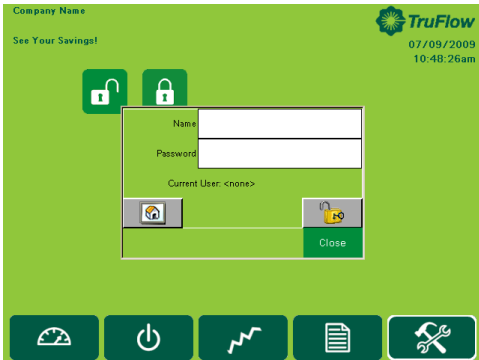 Company Name
TruFlow
See Your Savings!
07/09/2009
10:48:26am
Name
Password
Current User: <none>
Close